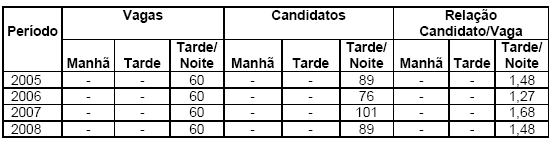 Período Vagas Candidatos Relação Candidato/Vaga
Manhã Tarde Tarde/Noite Manhã Tarde Tarde/Noite Manhã Tarde Tarde/Noite
2005 - - 60 - - 89 - - 1,48
2006 - - 60 - - 76 - - 1,27
2007 - - 60 - - 101 - - 1,68
2008 - - 60 - - 89 - - 1,48